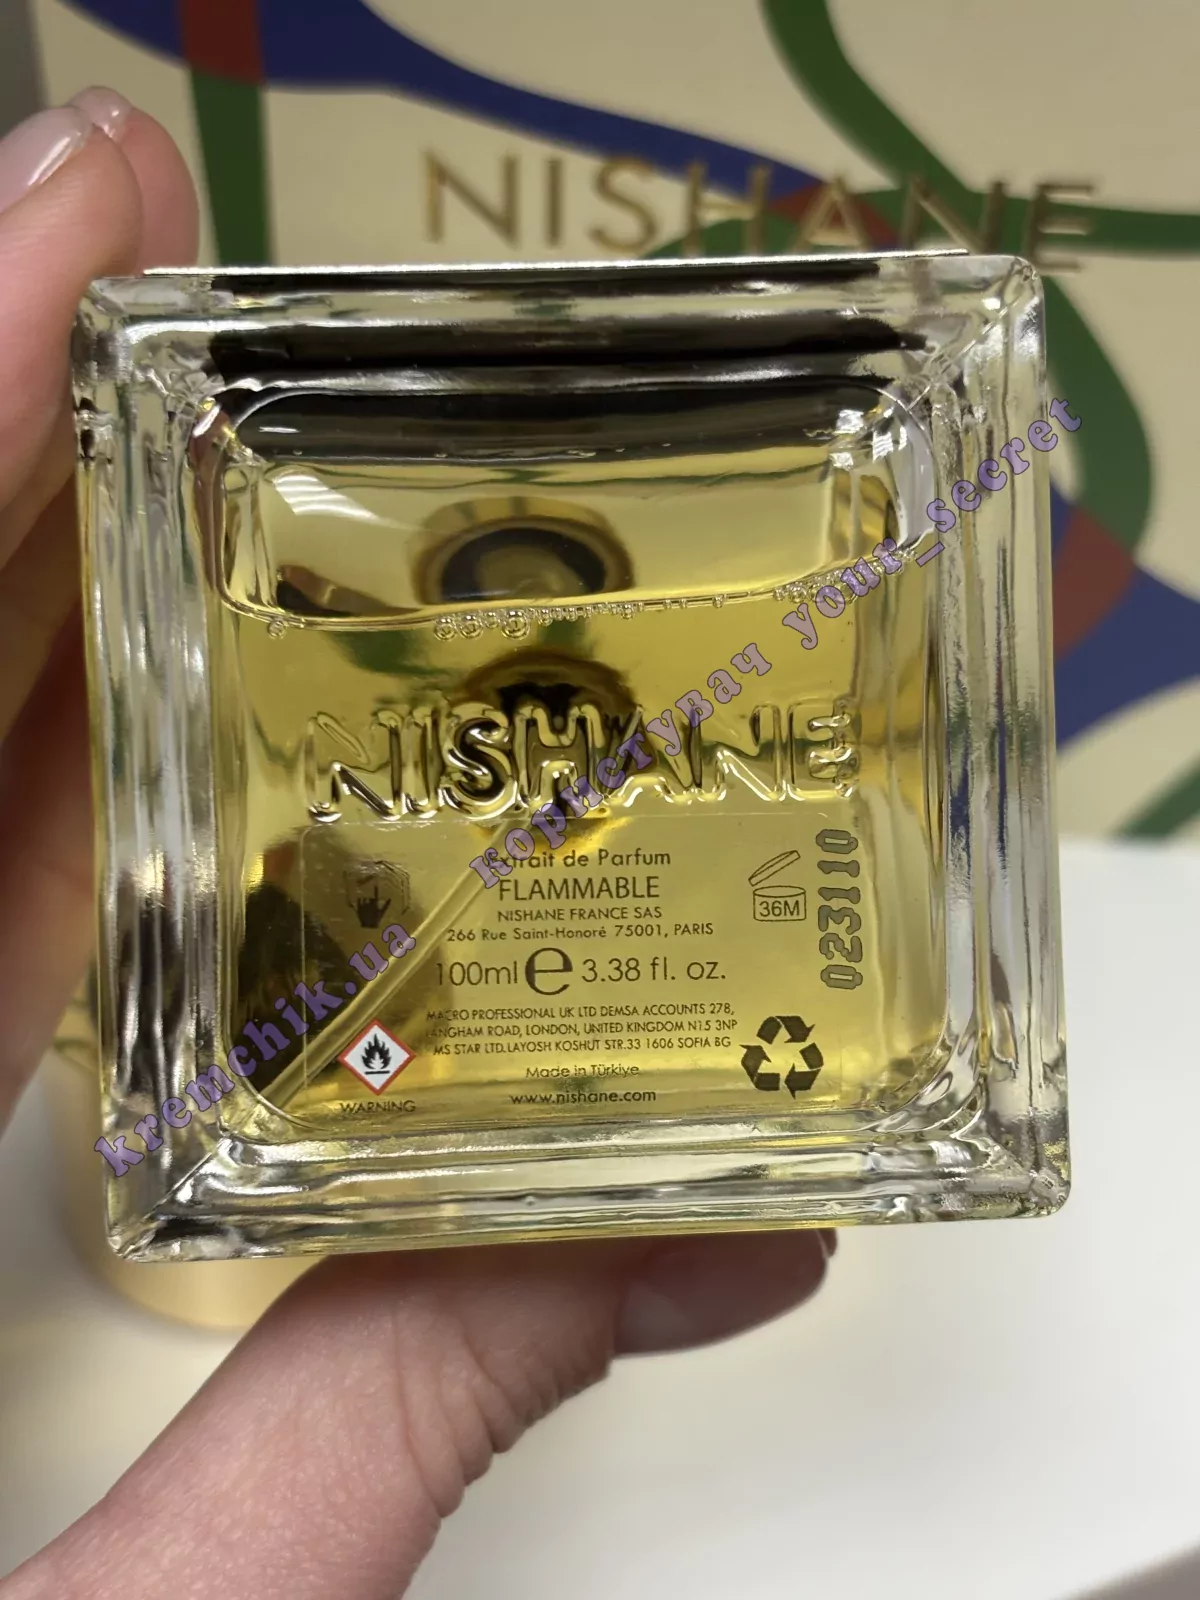 NISHANE
NISHANE
Extrait de Parfum
FLAMMABLE
NISHANE FRANCE SAS
266 Rue Saint-Honoré 75001, PARIS
100ml e 3.38 fl. oz.
MACRO PROFESSIONAL UK LTD DEMSA ACCOUNTS 278,
LANGHAM ROAD, LONDON, UNITED KINGDOM N15 3NP
MS STAR LTD.LAYOSH KOSHUT STR.33 1606 SOFIA BG
Made in Türkiye
www.nishane.com
WARNING
36M
023110
kremchik.ua користувач your_secret